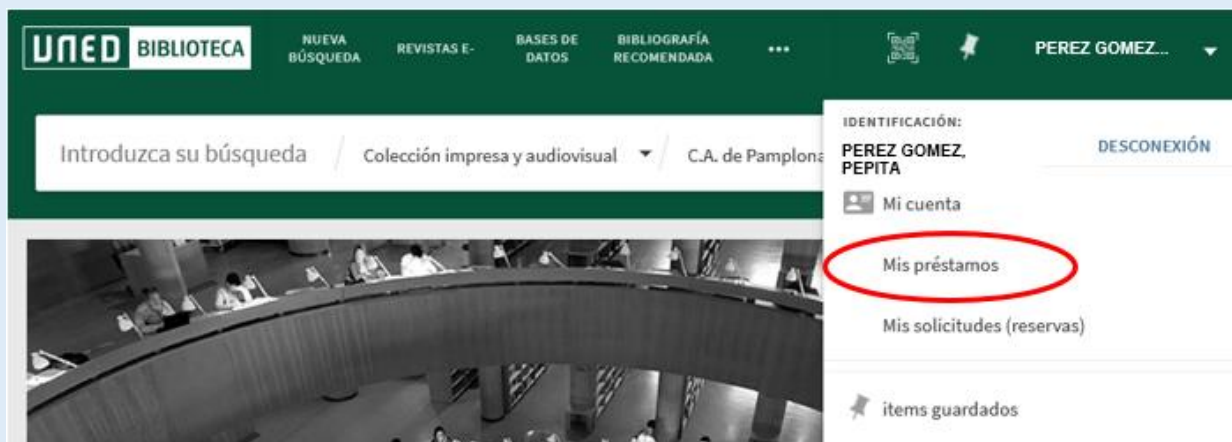 UNED BIBLIOTECA
NUEVA BÚSQUEDA
REVISTAS E-
BASES DE DATOS
BIBLIOGRAFÍA RECOMENDADA
...
PEREZ GOMEZ...
Introduzca su búsqueda
Colección impresa y audiovisual
C.A. de Pamplona
IDENTIFICACIÓN:
PEREZ GOMEZ,
PEPITA
DESCONEXIÓN
Mi cuenta
Mis préstamos
Mis solicitudes (reservas)
items guardados